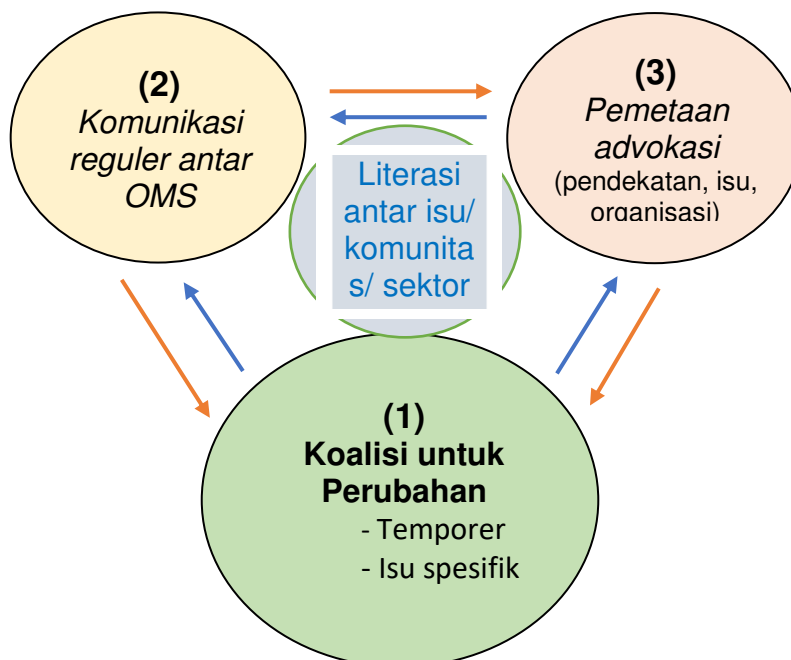 (2)
Komunikasi
reguler antar
OMS
(3)
Pemetaan
advokasi
(pendekatan, isu,
organisasi)
Literasi
antar isu/
komunita
s/ sektor
(1)
Koalisi untuk
Perubahan
- Temporer
- Isu spesifik